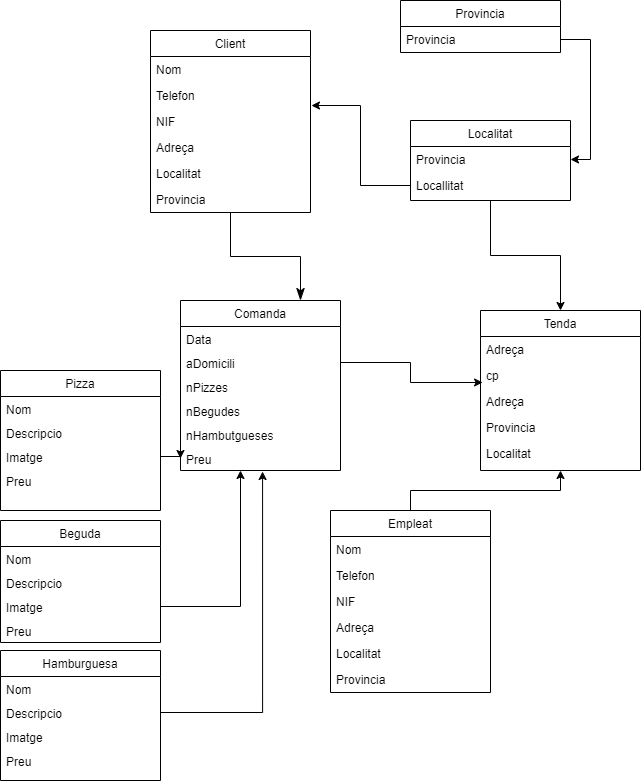 Provincia
Provincia
Client
Nom
Telefon
NIF
Adreça
Localitat
Provincia
Localitat
Provincia
Locallitat
Comanda
Data
aDomicili
nPizzes
nBegudes
nHambutgueses
Preu
Tenda
Adreça
cp
Adreça
Provincia
Localitat
Pizza
Nom
Descripcio
Imatge
Preu
Beguda
Nom
Descripcio
Imatge
Preu
Empleat
Nom
Telefon
NIF
Adreça
Localitat
Provincia
Hamburguesa
Nom
Descripcio
Imatge
Preu